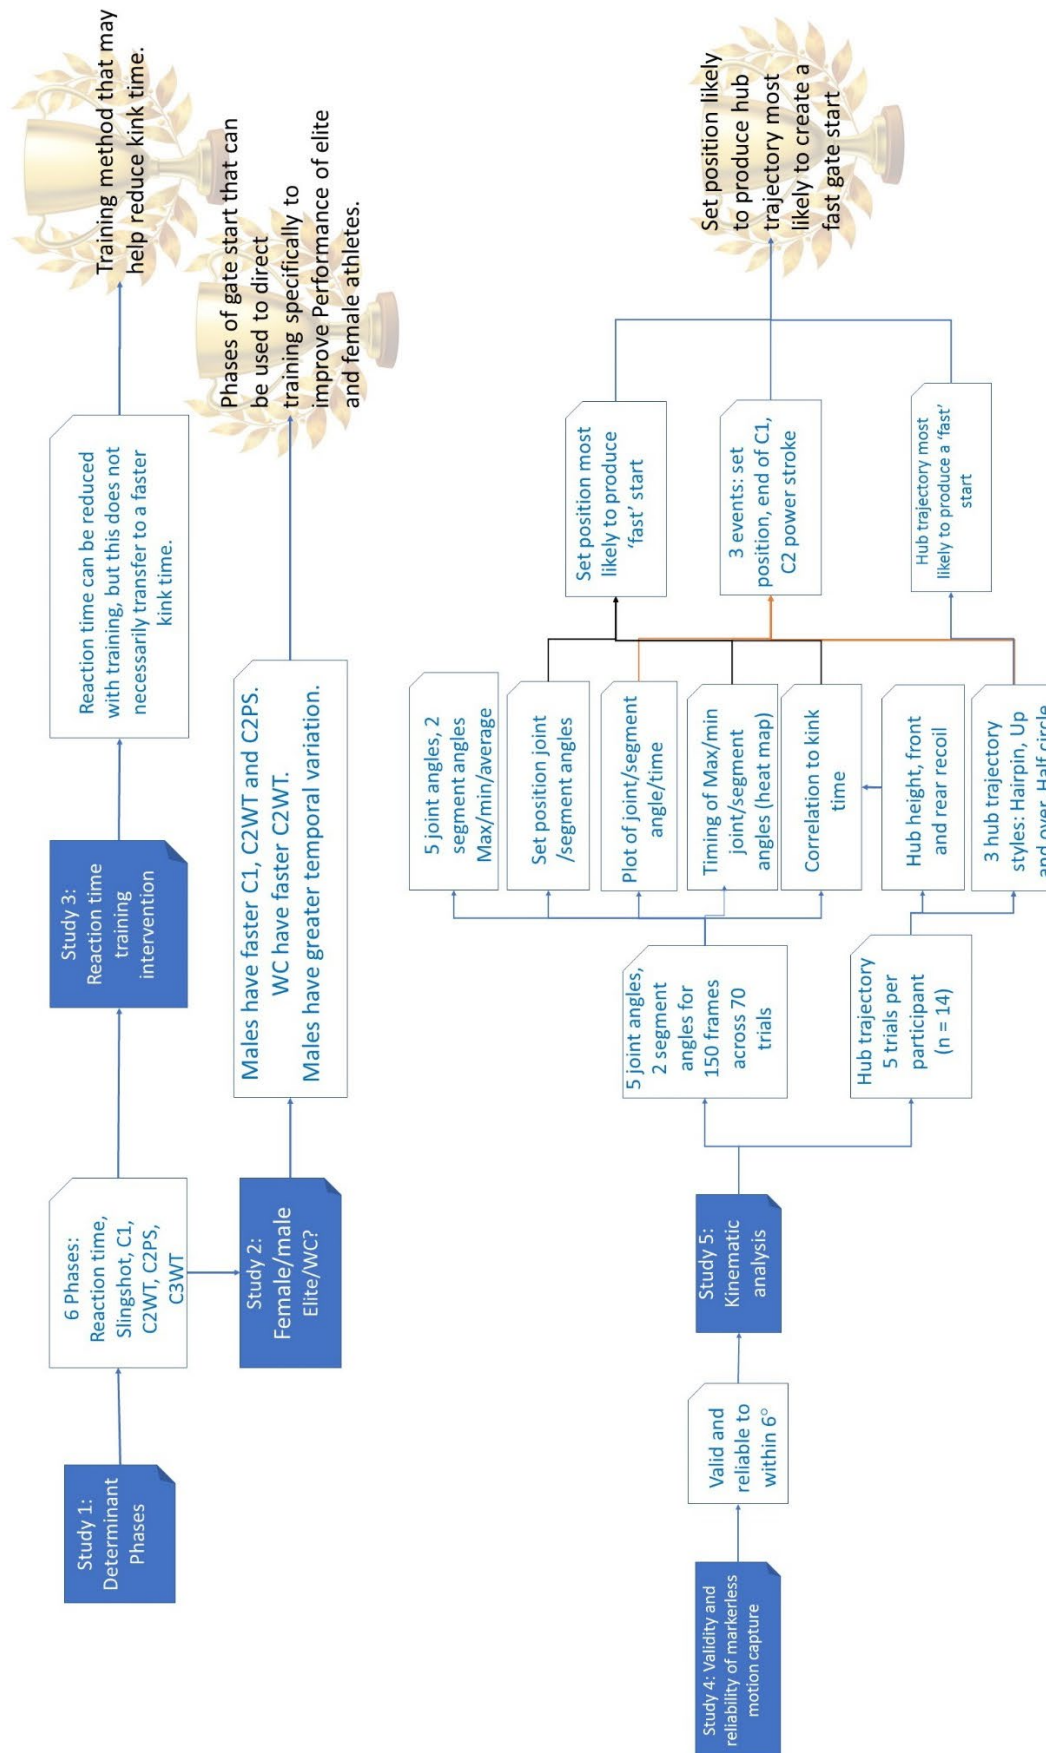 Study 1:
Determinant
Phases
6 Phases:
Reaction time,
Slingshot, C1,
C2WT, C2PS,
C3WT
Study 3:
Reaction time
training
intervention
Reaction time can be reduced
with training, but this does not
necessarily transfer to a faster
kink time.
Training method that may
help reduce kink time.
Study 2:
Female/male
Elite/WC?
Males have faster C1, C2WT and C2PS.
WC have faster C2WT.
Males have greater temporal variation.
Phases of gate start that can
be used to direct
training specifically to
improve Performance of elite
and female athletes.
Study 4: Validity and
reliability of markerless
motion capture
Valid and
reliable to
within 6°
Study 5:
Kinematic
analysis
5 joint angles,
2 segment
angles for
150 frames
across 70
trials
Hub trajectory
5 trials per
participant
(n = 14)
5 joint angles, 2
segment angles
Max/min/average
Set position joint
/segment angles
Plot of joint/segment
angle/time
Timing of Max/min
joint/segment
angles (heat map)
Correlation to kink
time
Hub height, front
and rear recoil
3 hub trajectory
styles: Hairpin, Up
and over, Half circle
Set position most
likely to produce
‘fast’ start
3 events: set
position, end of C1,
C2 power stroke
Hub trajectory most
likely to produce a ‘fast’
start
Set position likely
to produce hub
trajectory most
likely to create a
fast gate start